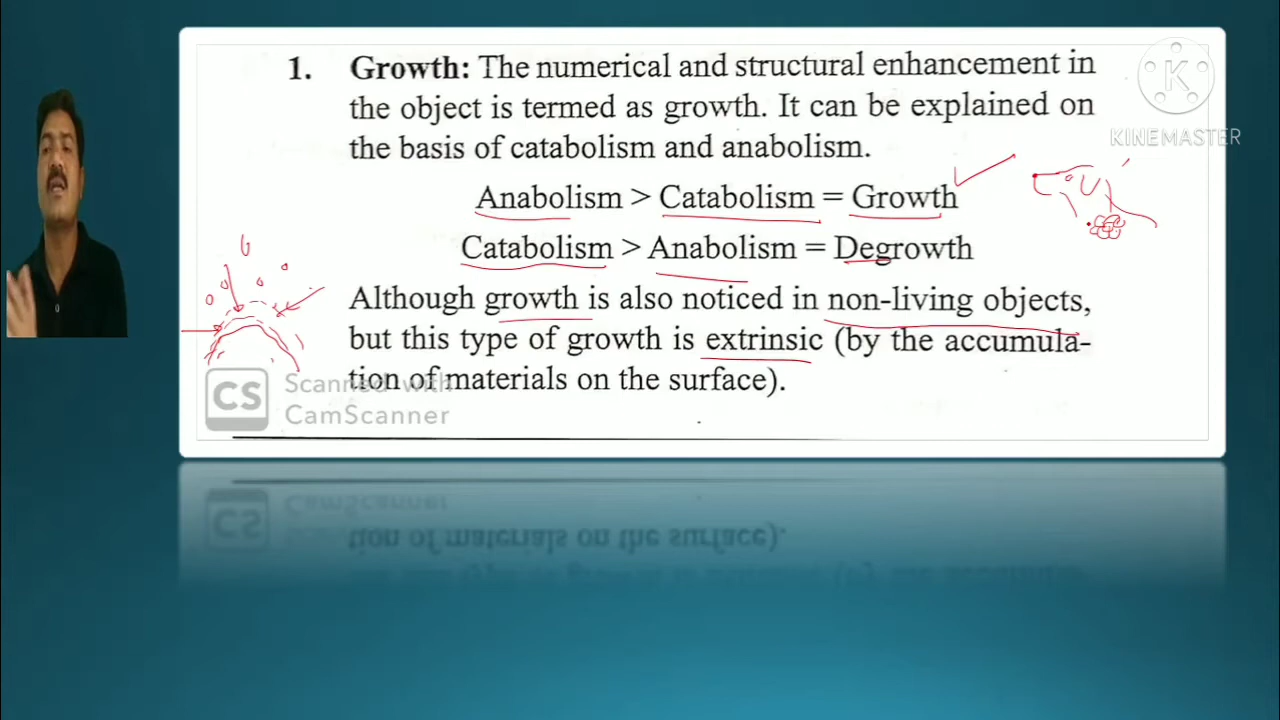 1. Growth: The numerical and structural enhancement in
the object is termed as growth. It can be explained on
the basis of catabolism and anabolism.
KINEMASTER
Anabolism > Catabolism = Growth
Catabolism > Anabolism = Degrowth
Although growth is also noticed in non-living objects,
but this type of growth is extrinsic (by the accumula-
tion of materials on the surface).
CS Scanned with
CamScanner